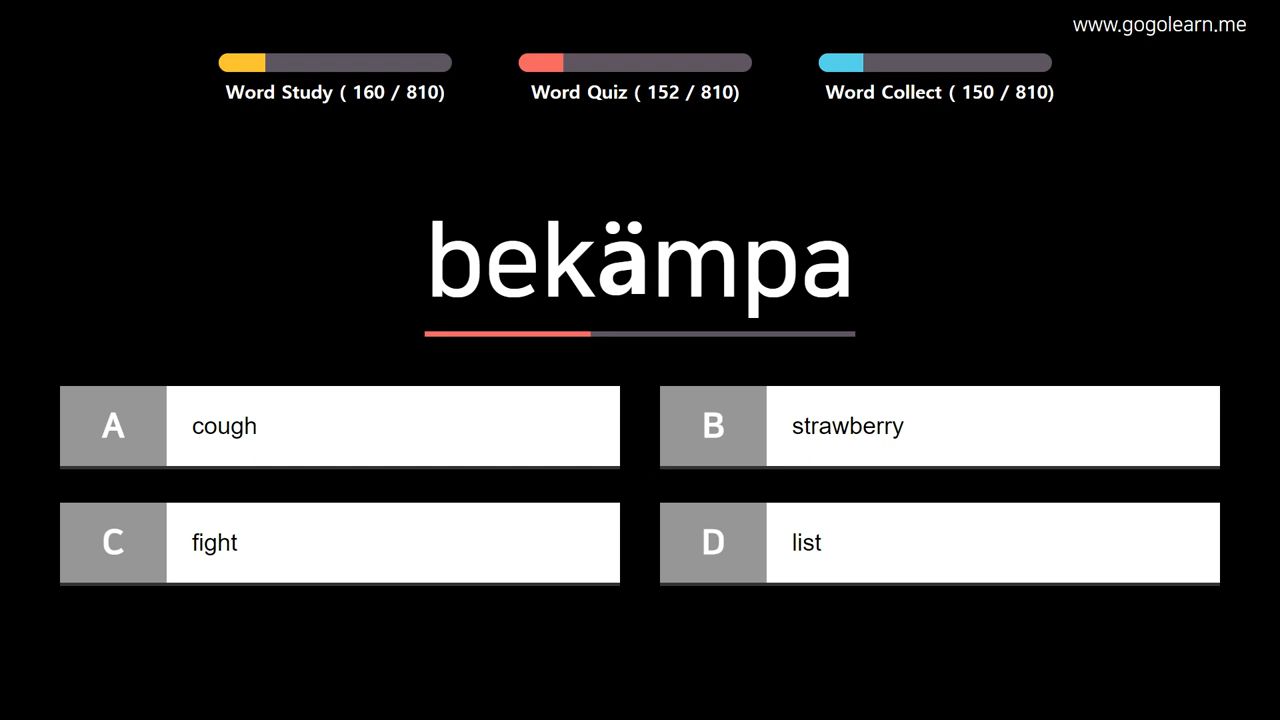 www.gogolearn.me
Word Study ( 160 / 810)
Word Quiz ( 152 / 810)
Word Collect ( 150 / 810)
bekämpa
A cough
B strawberry
C fight
D list